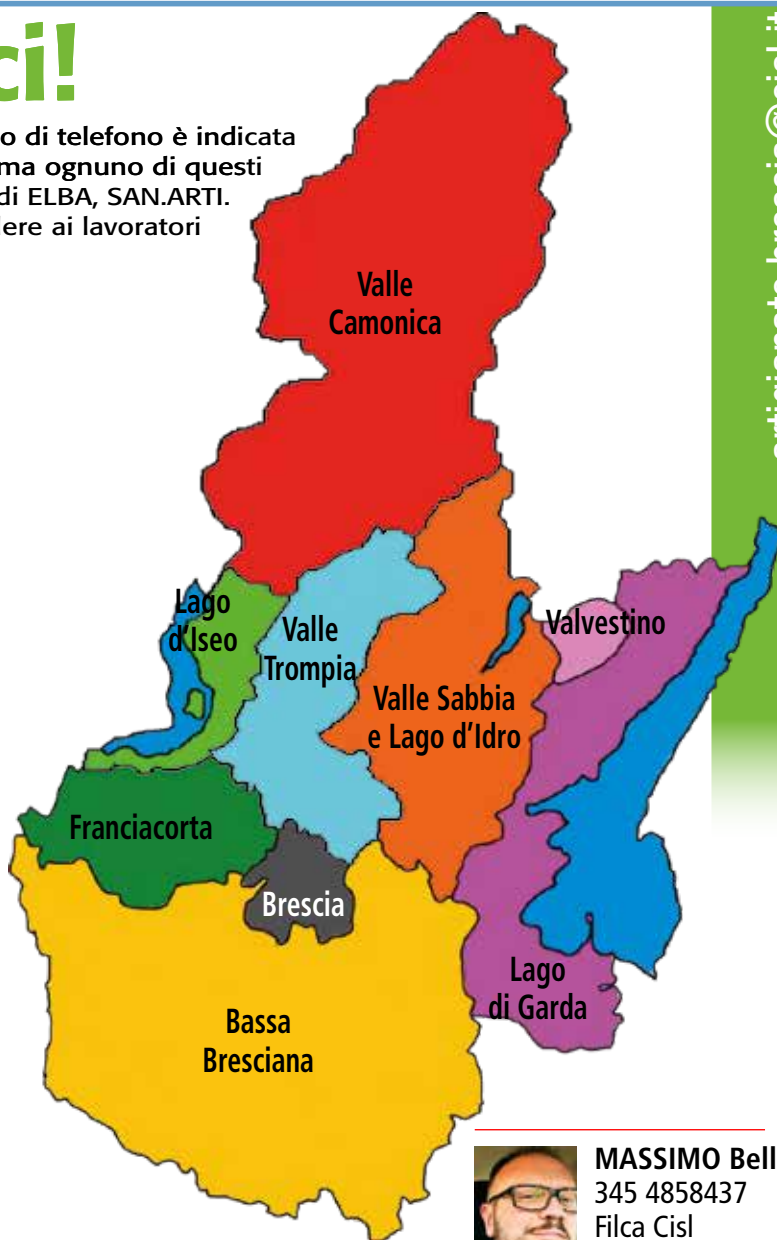 ci!
o di telefono è indicata
ma ognuno di questi
di ELBA, SAN.ARTI.
dere ai lavoratori
Valle
Camonica
Lago
d'Iseo
Valle
Trompia
Valvestino
Valle Sabbia
e Lago d'Idro
Franciacorta
Brescia
Lago
di Garda
Bassa
Bresciana
MASSIMO Bell
345 4858437
Filca Cisl